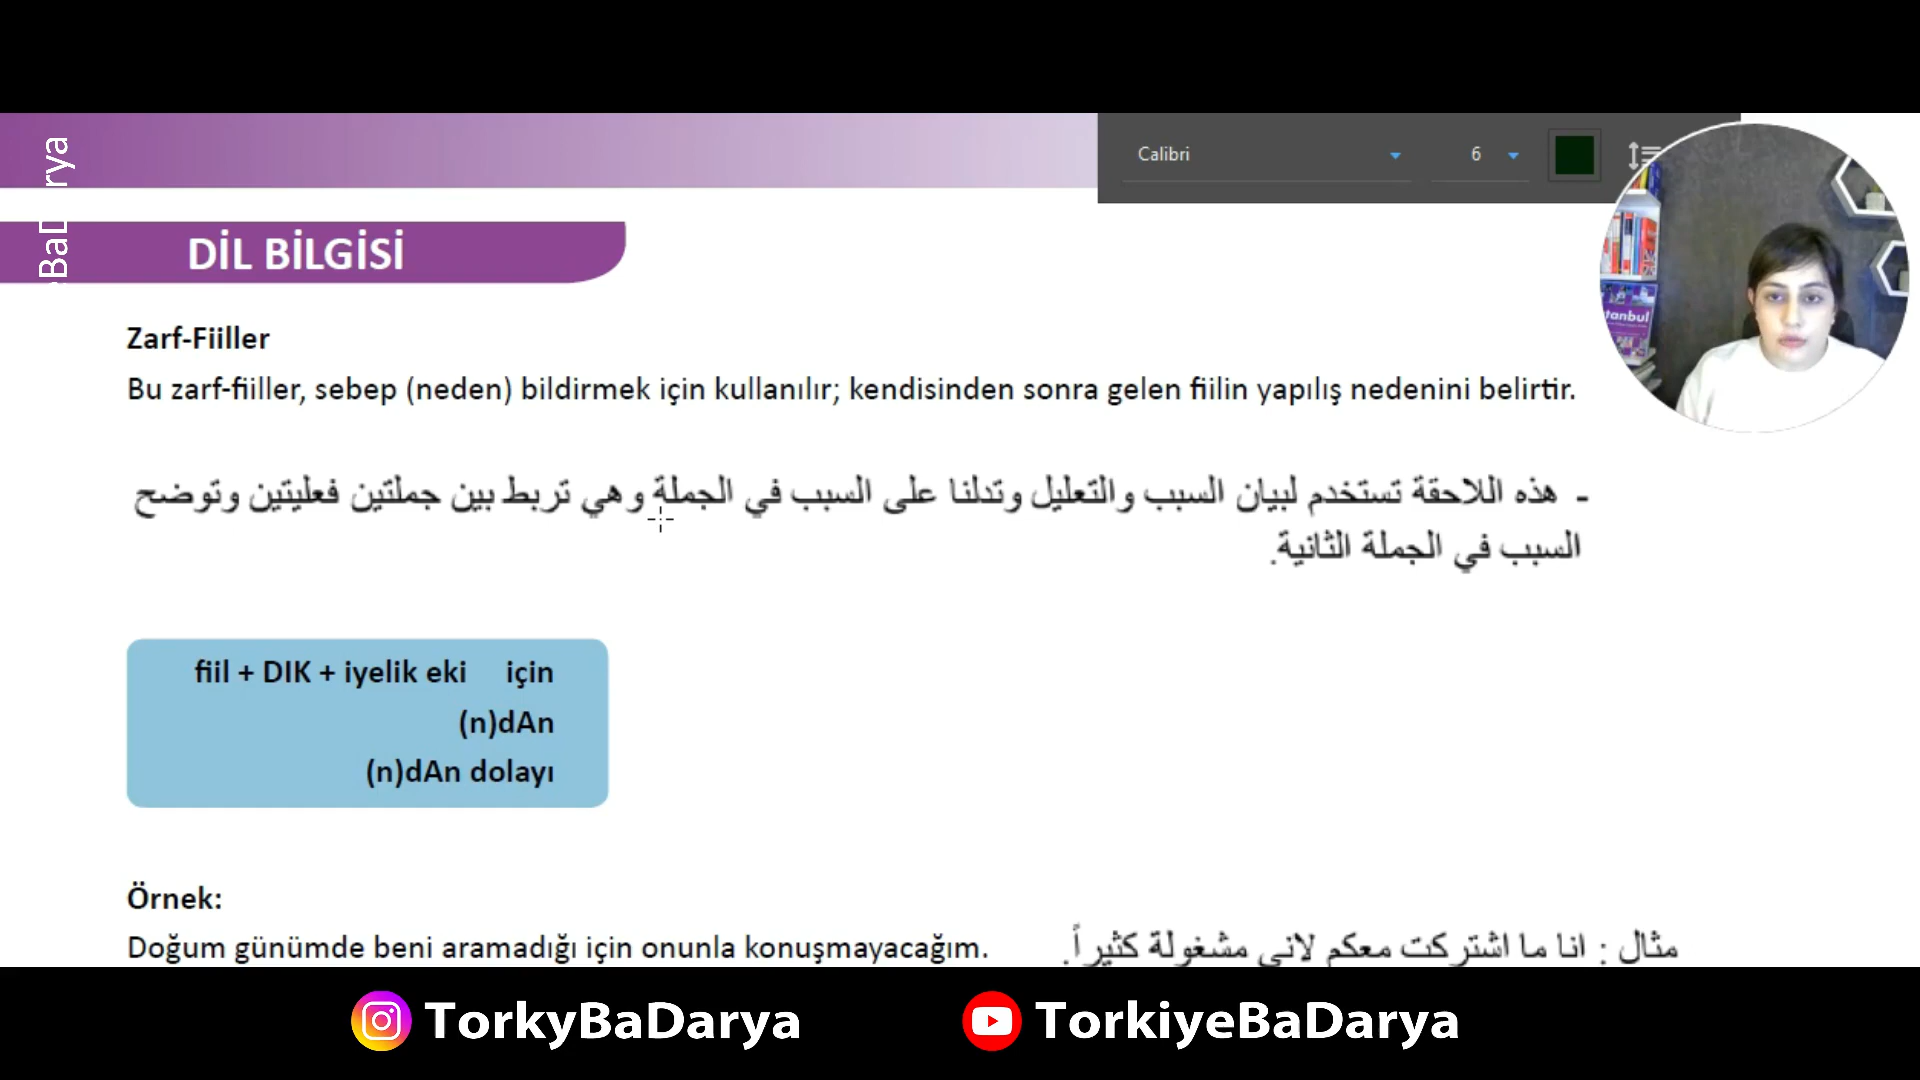 Calibri
6
BaD
rya
DİL BİLGİSİ
tanbul
Zarf-Fiiller
Bu zarf-fiiller, sebep (neden) bildirmek için kullanılır; kendisinden sonra gelen fiilin yapılış nedenini belirtir.
- هذه اللاحقة تستخدم لبيان السبب والتعليل وتدلنا على السبب في الجملة وهي تربط بين جملتين فعليتين وتوضح
السبب في الجملة الثانية.
fiil + DIK + iyelik eki için
(n)dAn
(n)dAn dolayı
Örnek:
Doğum günümde beni aramadığı için onunla konuşmayacağım.
مثال : انا ما اشتركت معكم لاني مشغولة كثيراً.
TorkyBaDarya
TorkiyeBaDarya